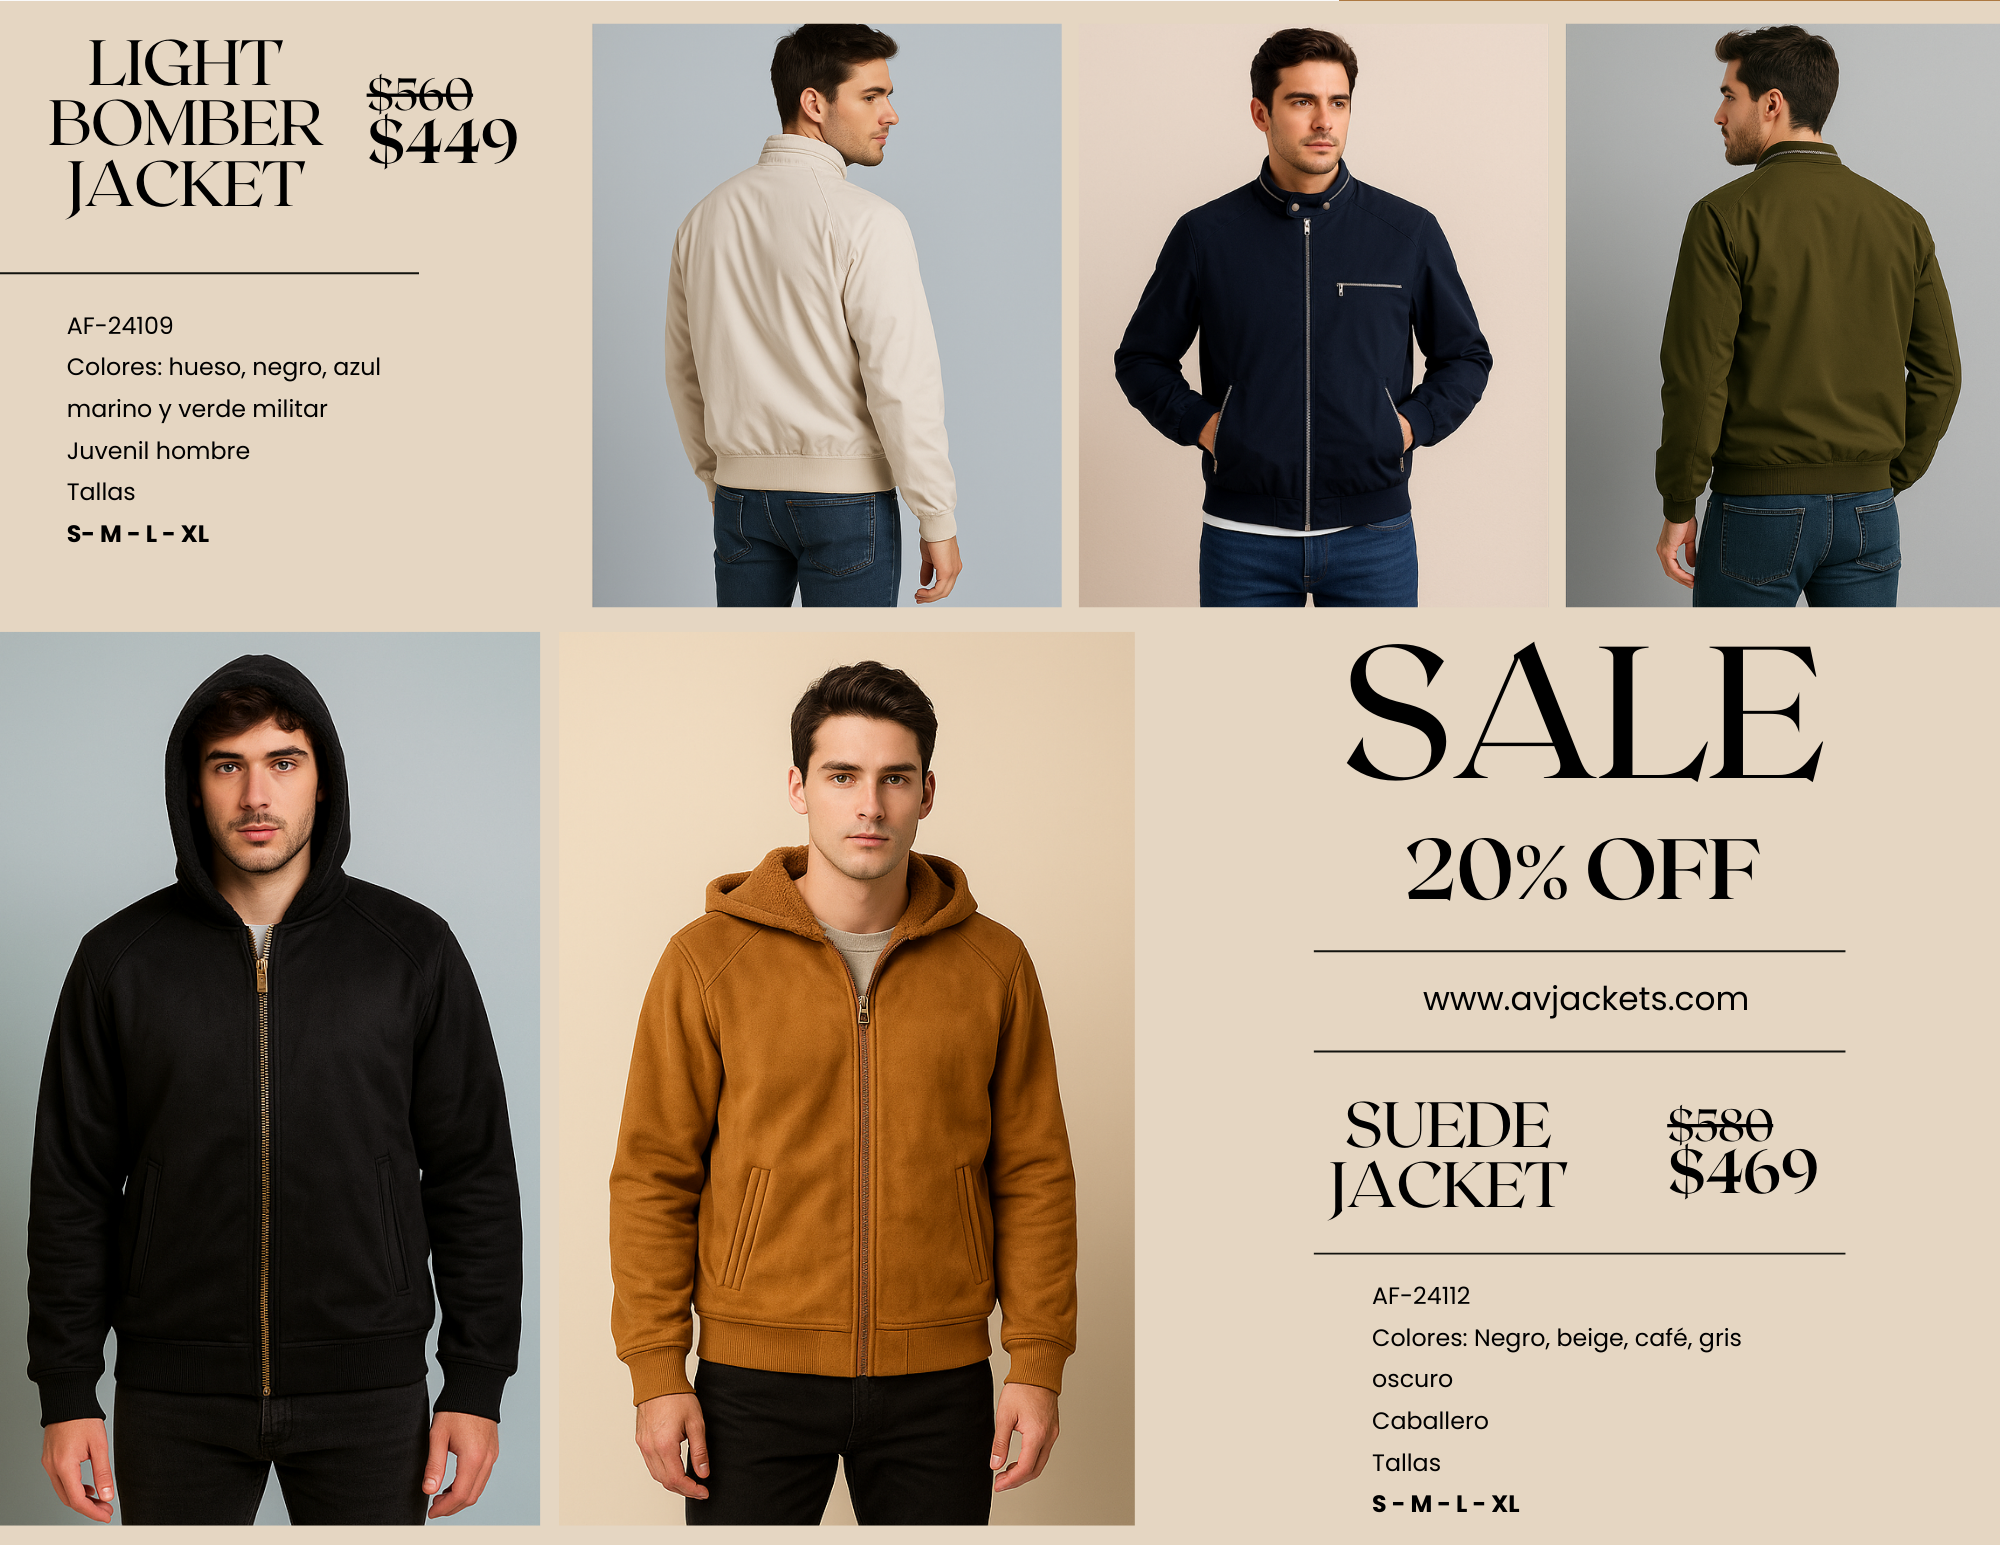 LIGHT
BOMBER
JACKET
$560
$449
AF-24109
Colores: hueso, negro, azul
marino y verde militar
Juvenil hombre
Tallas
S- M - L - XL
SALE
20% OFF
www.avjackets.com
SUEDE
JACKET
$580
$469
AF-24112
Colores: Negro, beige, café, gris
oscuro
Caballero
Tallas
S - M - L - XL